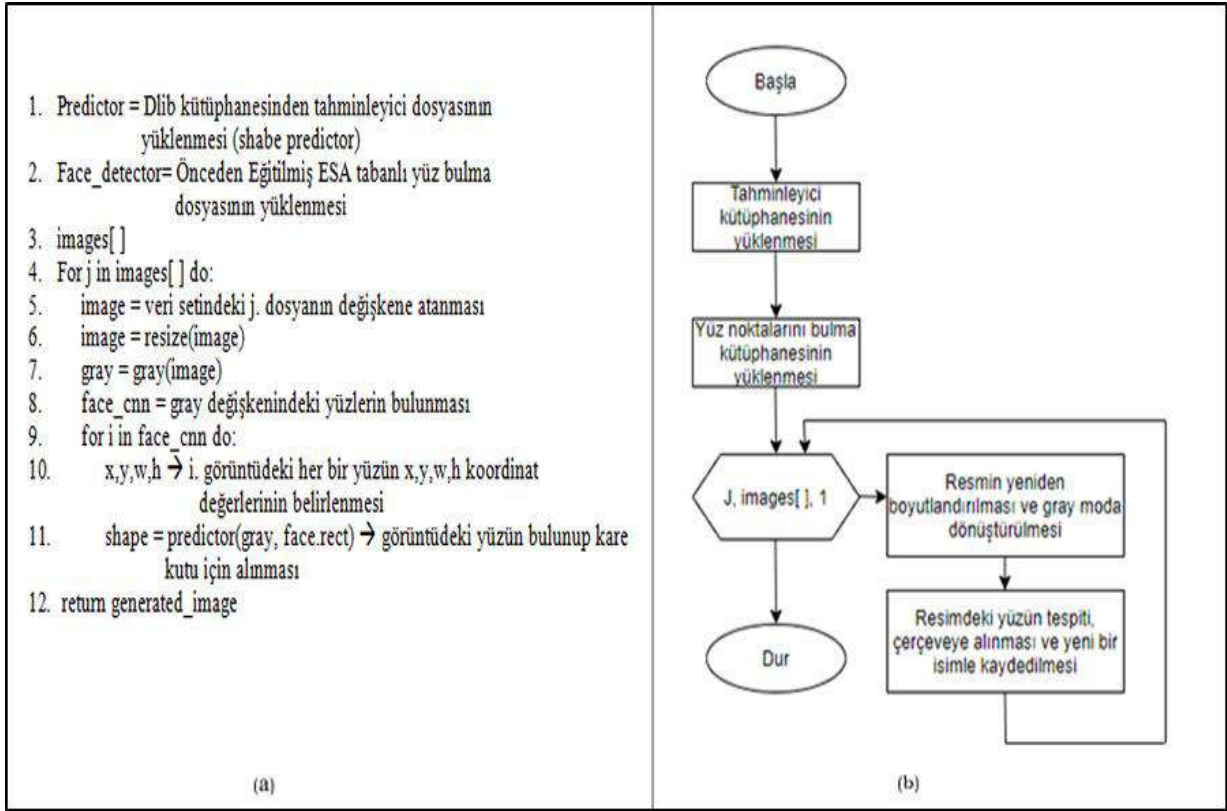 1. Predictor = Dlib kütüphanesinden tahminleyici dosyasının
yüklenmesi (shabe predictor)
2. Face_detector= Önceden Eğitilmiş ESA tabanlı yüz bulma
dosyasının yüklenmesi
3. images[ ]
4. For j in images[ ] do:
5. image = veri setindeki j. dosyanın değişkene atanması
6. image = resize(image)
7. gray = gray(image)
8. face_cnn = gray değişkenindeki yüzlerin bulunması
9. for i in face_cnn do:
10. x,y,w,h → i. görüntüdeki her bir yüzün x,y,w,h koordinat
değerlerinin belirlenmesi
11. shape = predictor(gray, face.rect) → görüntüdeki yüzün bulunup kare
kutu için alınması
12. return generated_image
(a)
Başla
Tahminleyici
kütüphanesinin
yüklenmesi
Yüz noktalarını bulma
kütüphanesinin
yüklenmesi
J, images[ ], 1
Resmin yeniden
boyutlandırılması ve gray moda
dönüştürülmesi
Resimdeki yüzün tespiti,
çerçeveye alınması ve yeni bir
isimle kaydedilmesi
Dur
(b)